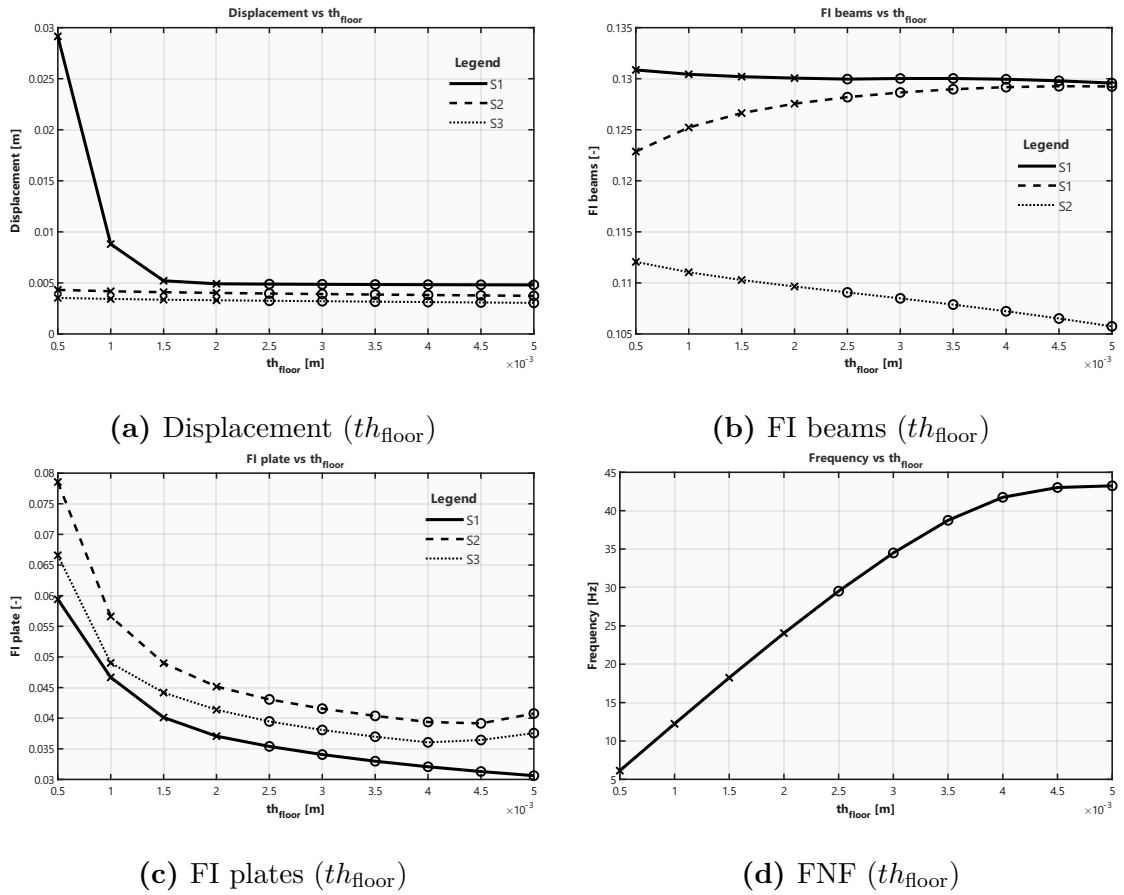 Displacement vs th_floor
0.03
0.025
0.02
0.015
0.01
0.005
0
Displacement [m]
Legend
S1
S2
S3
0.5 1 1.5 2 2.5 3 3.5 4 4.5 5
×10⁻³
th_floor [m]
(a) Displacement (th_floor)
FI beams vs th_floor
0.135
0.13
0.125
0.12
0.115
0.11
0.105
FI beams [-]
Legend
S1
S1
S2
0.5 1 1.5 2 2.5 3 3.5 4 4.5 5
×10⁻³
th_floor [m]
(b) FI beams (th_floor)
FI plate vs th_floor
0.08
0.075
0.07
0.065
0.06
0.055
0.05
0.045
0.04
0.035
0.03
FI plate [-]
Legend
S1
S2
S3
0.5 1 1.5 2 2.5 3 3.5 4 4.5 5
×10⁻³
th_floor [m]
(c) FI plates (th_floor)
Frequency vs th_floor
45
40
35
30
25
20
15
10
5
Frequency [Hz]
0.5 1 1.5 2 2.5 3 3.5 4 4.5 5
×10⁻³
th_floor [m]
(d) FNF (th_floor)